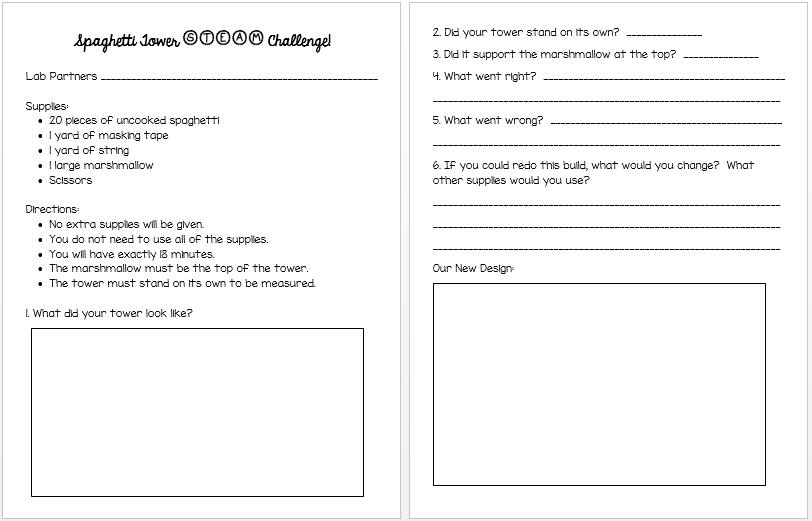 Spaghetti Tower STEAM Challenge!
Lab Partners ________________________________________
Supplies:
• 20 pieces of uncooked spaghetti
• 1 yard of masking tape
• 1 yard of string
• 1 large marshmallow
• Scissors
Directions:
• No extra supplies will be given.
• You do not need to use all of the supplies.
• You will have exactly 18 minutes.
• The marshmallow must be the top of the tower.
• The tower must stand on its own to be measured.
1. What did your tower look like?
2. Did your tower stand on its own? ______________
3. Did it support the marshmallow at the top? ______________
4. What went right? ________________________________
5. What went wrong? ________________________________
6. If you could redo this build, what would you change? What
other supplies would you use?
Our New Design: